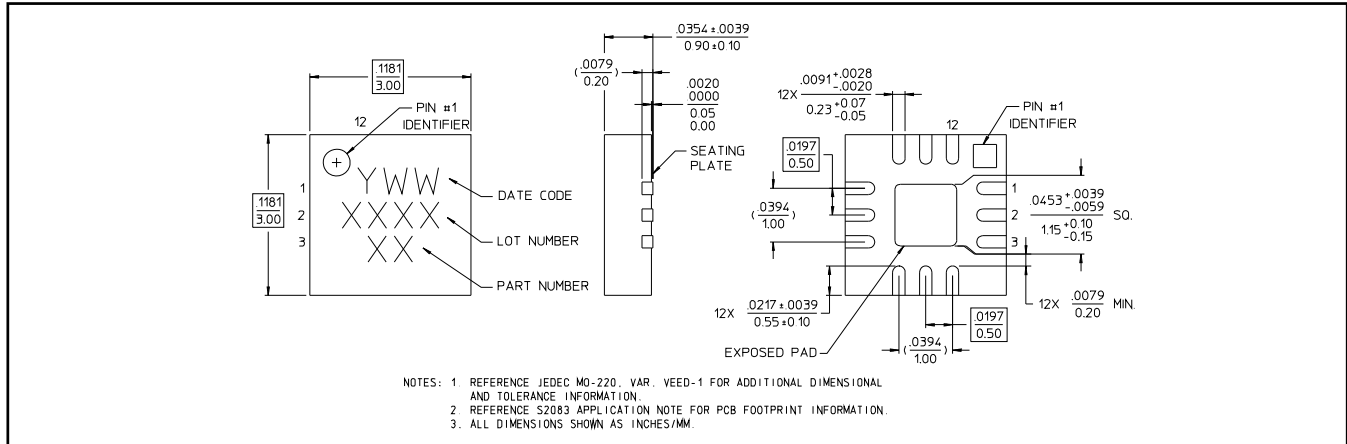 .1181
3.00
PIN #1
IDENTIFIER
12
.1181
3.00
1
2
3
YWW
XXXX
XX
DATE CODE
LOT NUMBER
PART NUMBER
.0354±.0039
0.90±0.10
(.0079
0.20)
.0020
.0000
0.05
0.00
SEATING
PLATE
12X .0091 +.0028
-.0020
0.23 +0.07
-0.05
12
PIN #1
IDENTIFIER
.0197
0.50
(.0394
1.00)
1
2
3
.0453 +.0039
-.0059
1.15 +0.10
-0.15
SQ.
12X .0217±.0039
0.55±0.10
12X .0079 MIN.
0.20
.0197
0.50
(.0394
1.00)
EXPOSED PAD
NOTES: 1. REFERENCE JEDEC MO-220, VAR. VEED-1 FOR ADDITIONAL DIMENSIONAL
AND TOLERANCE INFORMATION.
2. REFERENCE S2083 APPLICATION NOTE FOR PCB FOOTPRINT INFORMATION.
3. ALL DIMENSIONS SHOWN AS INCHES/MM.